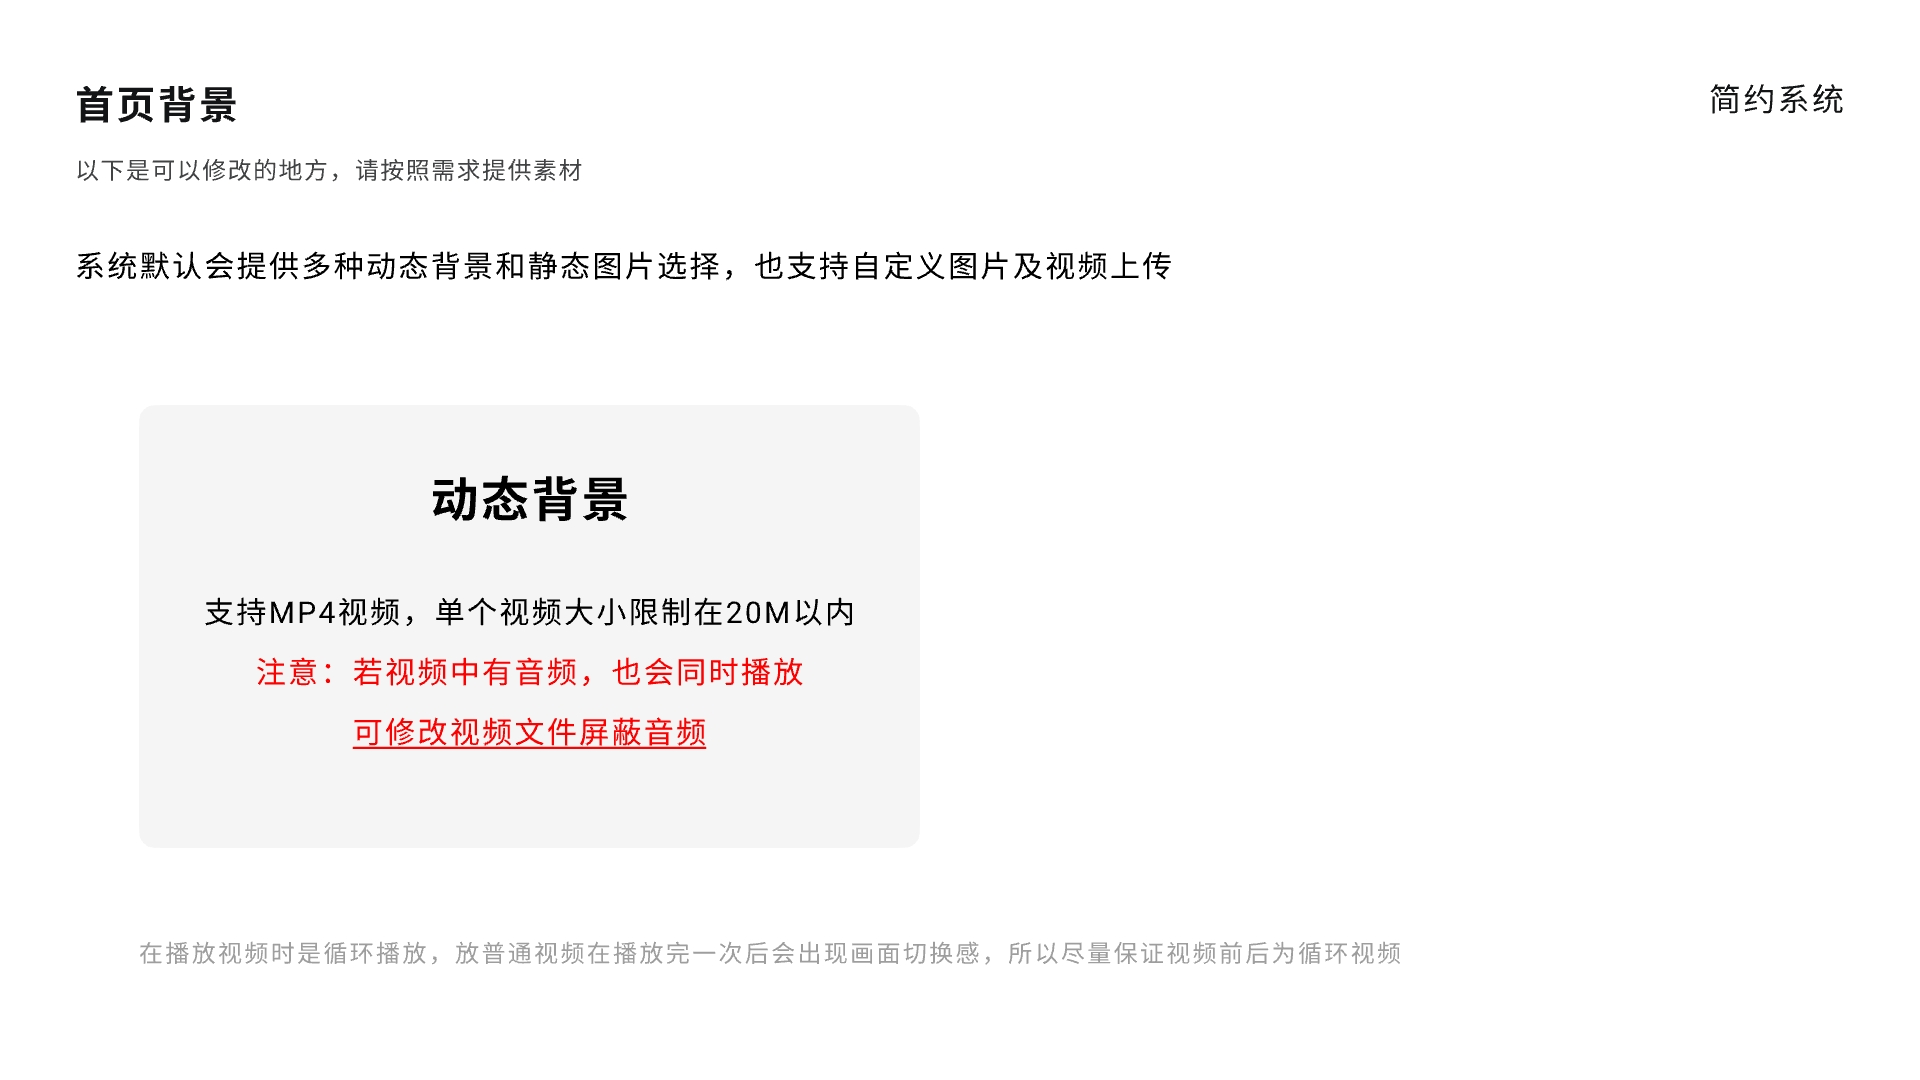 首页背景
简约系统
以下是可以修改的地方，请按照需求提供素材
系统默认会提供多种动态背景和静态图片选择，也支持自定义图片及视频上传
动态背景
支持MP4视频，单个视频大小限制在20M以内
注意：若视频中有音频，也会同时播放
可修改视频文件屏蔽音频
在播放视频时是循环播放，放普通视频在播放完一次后会出现画面切换感，所以尽量保证视频前后为循环视频